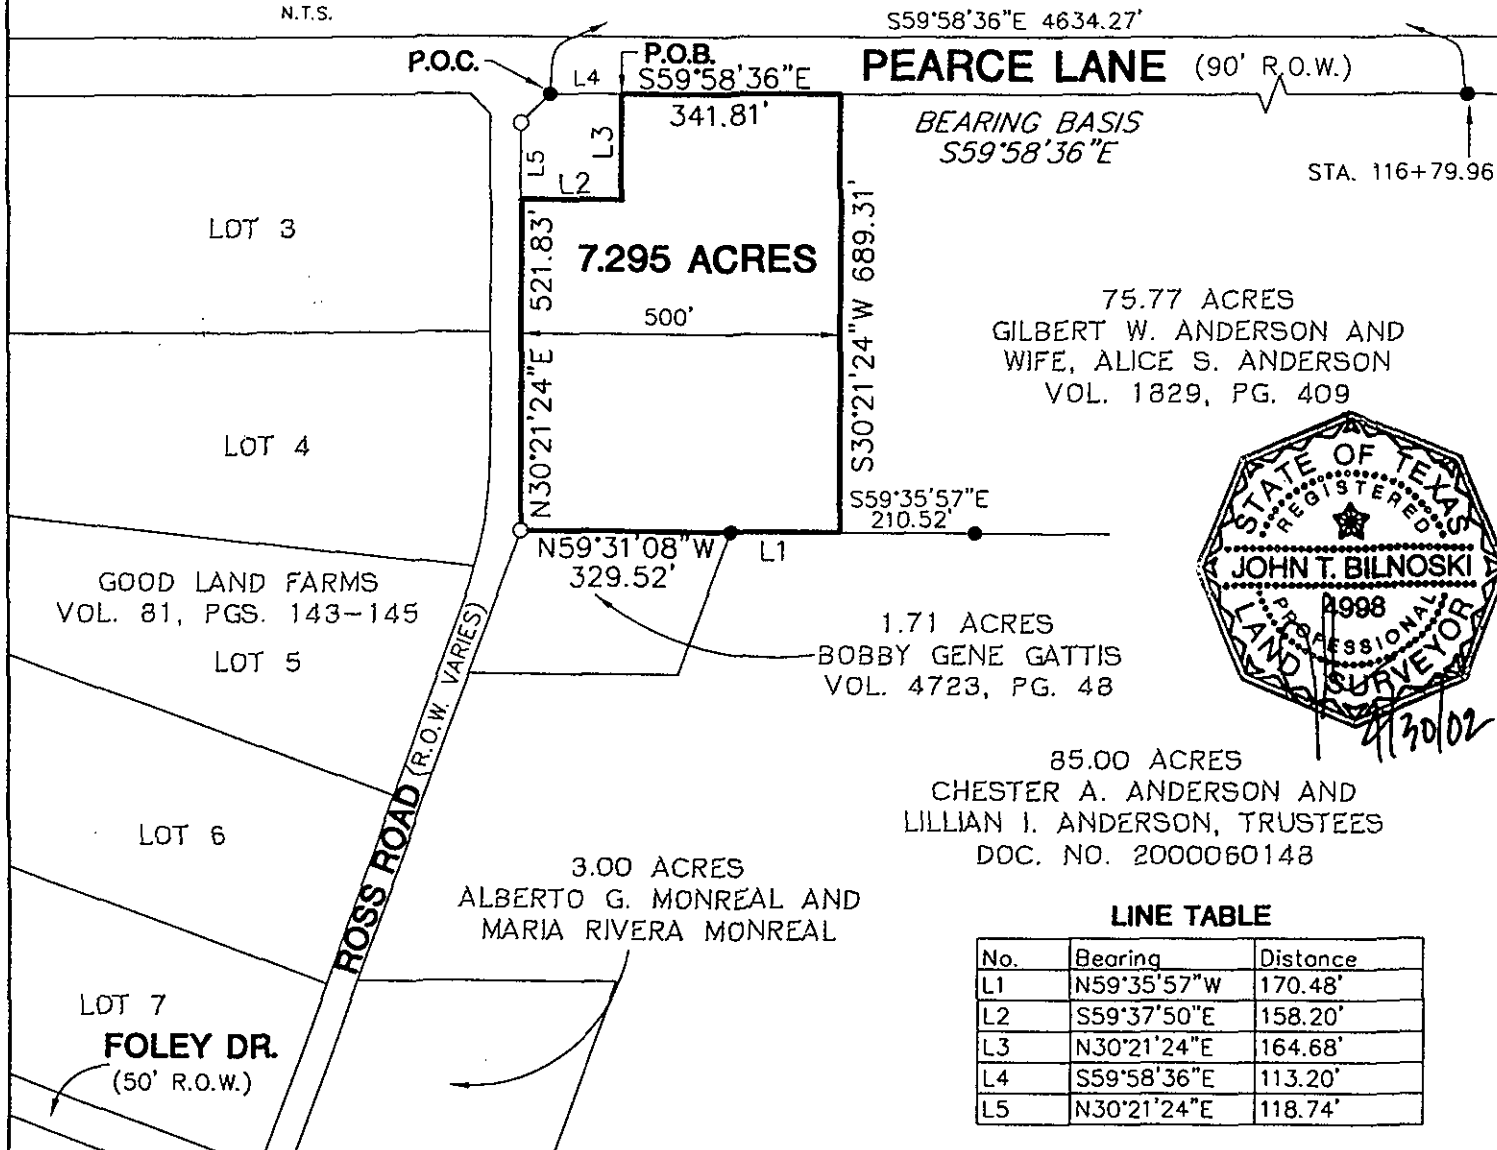 N.T.S.
S59°58'36"E 4634.27'
P.O.C.
P.O.B.
L4
S59°58'36"E
341.81'
PEARCE LANE (90' R.O.W.)
BEARING BASIS
S59°58'36"E
STA. 116+79.96
L3
L5
L2
LOT 3
7.295 ACRES
N30°21'24"E 521.83'
500'
S30°21'24"W 689.31'
75.77 ACRES
GILBERT W. ANDERSON AND
WIFE, ALICE S. ANDERSON
VOL. 1829, PG. 409
LOT 4
S59°35'57"E
210.52'
N59°31'08"W
329.52'
L1
STATE OF TEXAS
REGISTERED
JOHN T. BILNOSKI
4998
PROFESSIONAL
LAND SURVEYOR
4/30/02
GOOD LAND FARMS
VOL. 81, PGS. 143-145
LOT 5
1.71 ACRES
BOBBY GENE GATTIS
VOL. 4723, PG. 48
ROSS ROAD (R.O.W. VARIES)
85.00 ACRES
CHESTER A. ANDERSON AND
LILLIAN I. ANDERSON, TRUSTEES
DOC. NO. 2000060148
LOT 6
3.00 ACRES
ALBERTO G. MONREAL AND
MARIA RIVERA MONREAL
LOT 7
FOLEY DR.
(50' R.O.W.)
LINE TABLE
No. Bearing Distance
L1 N59°35'57"W 170.48'
L2 S59°37'50"E 158.20'
L3 N30°21'24"E 164.68'
L4 S59°58'36"E 113.20'
L5 N30°21'24"E 118.74'